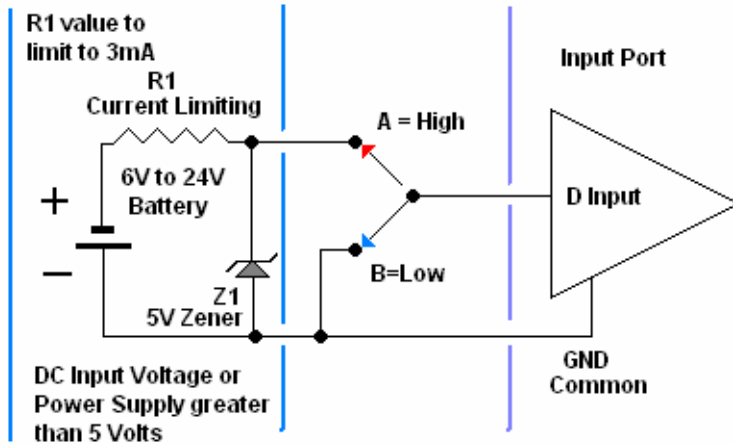 R1 value to
limit to 3mA
R1
Current Limiting
6V to 24V
Battery
+
−
Z1
5V Zener
DC Input Voltage or
Power Supply greater
than 5 Volts
A = High
B=Low
Input Port
D Input
GND
Common